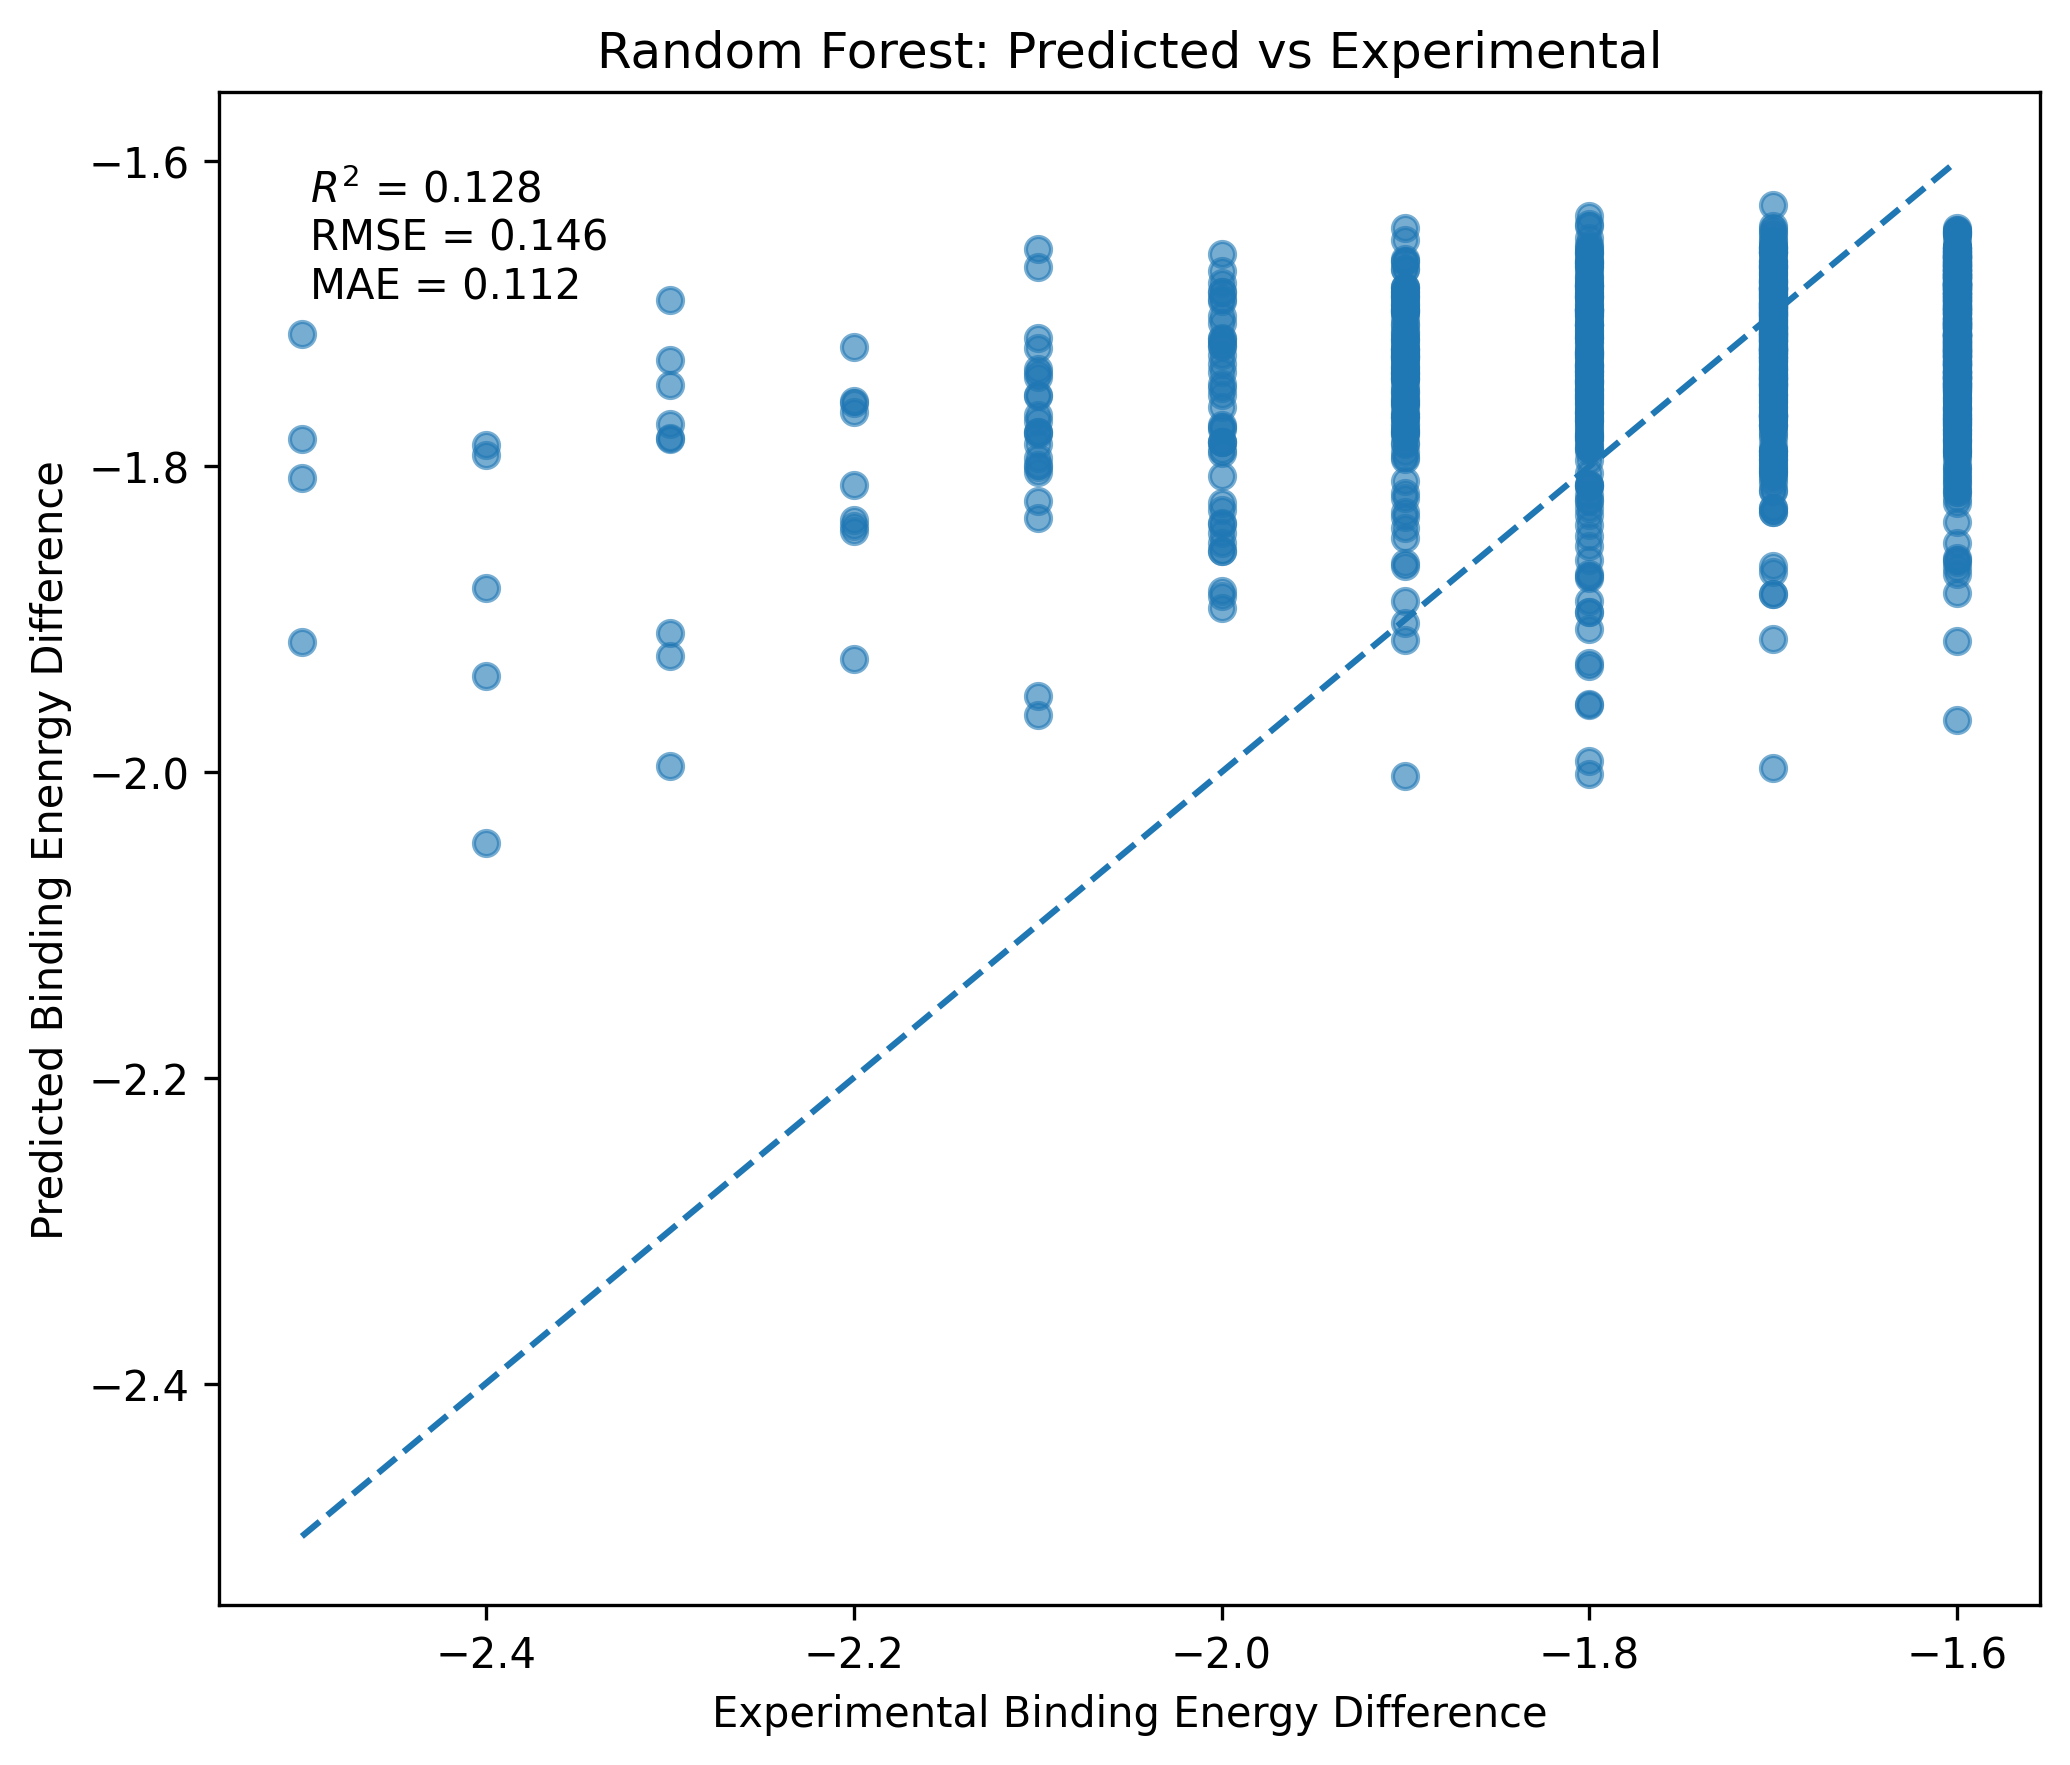 Random Forest: Predicted vs Experimental
R² = 0.128
RMSE = 0.146
MAE = 0.112
−1.6
−1.8
−2.0
−2.2
−2.4
Predicted Binding Enenrgy Difference
−2.4
−2.2
−2.0
−1.8
−1.6
Experimental Binding Energy Difference